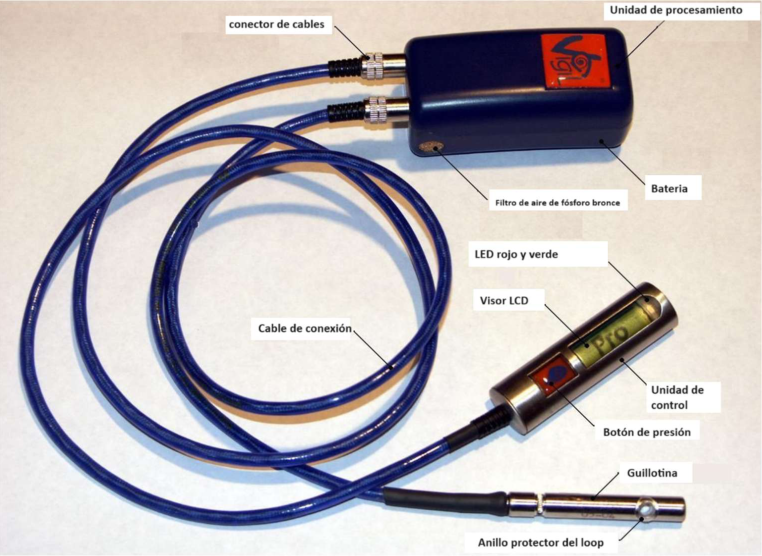 Unidad de procesamiento
conector de cables
Bateria
Filtro de aire de fósforo bronce
LED rojo y verde
Visor LCD
Pro
Cable de conexión
Unidad de
control
Botón de presión
Guillotina
Anillo protector del loop